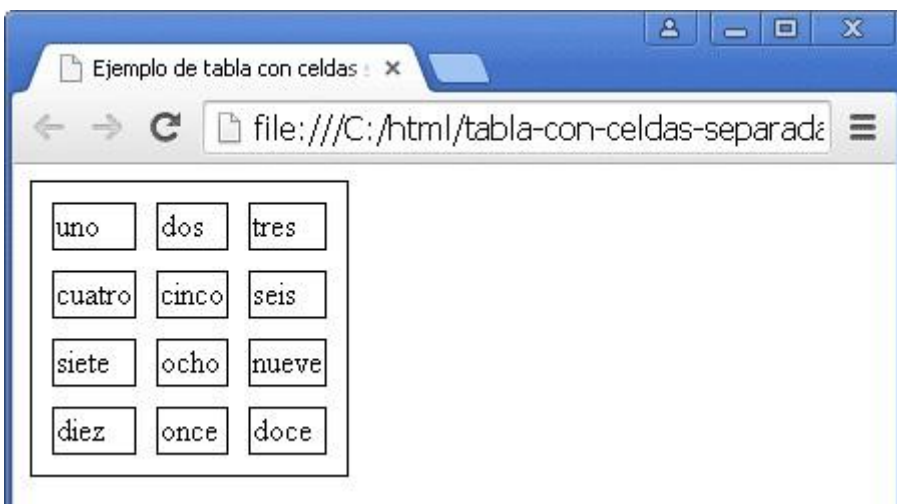 Ejemplo de tabla con celdas
file:///C:/html/tabla-con-celdas-separada
uno dos tres
cuatro cinco seis
siete ocho nueve
diez once doce